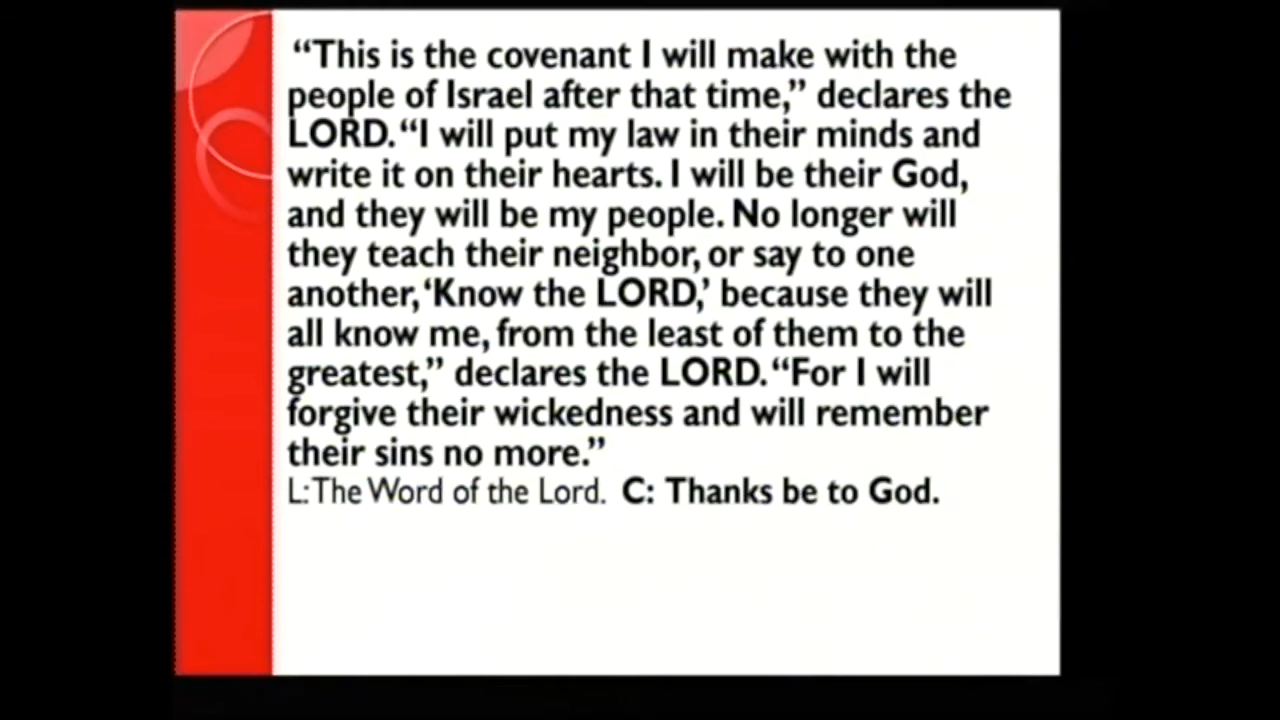 “This is the covenant I will make with the
people of Israel after that time,” declares the
LORD. “I will put my law in their minds and
write it on their hearts. I will be their God,
and they will be my people. No longer will
they teach their neighbor, or say to one
another, ‘Know the LORD,’ because they will
all know me, from the least of them to the
greatest,” declares the LORD. “For I will
forgive their wickedness and will remember
their sins no more.”
L: The Word of the Lord.  C: Thanks be to God.